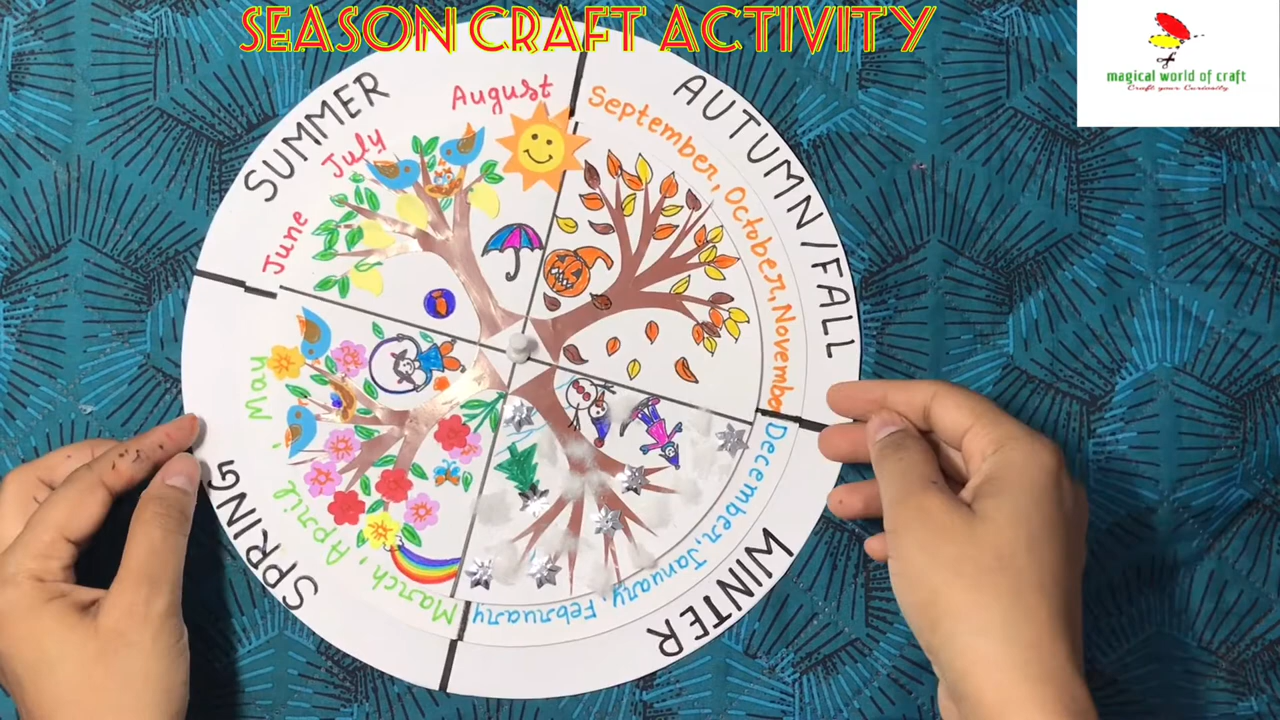 SEASON CRAFT ACTIVITY
magical world of craft
Craft your Curiosity
SUMMER
June
July
August
AUTUMN/FALL
September, October, November
WINTER
December, January, February
SPRING
March, April, May